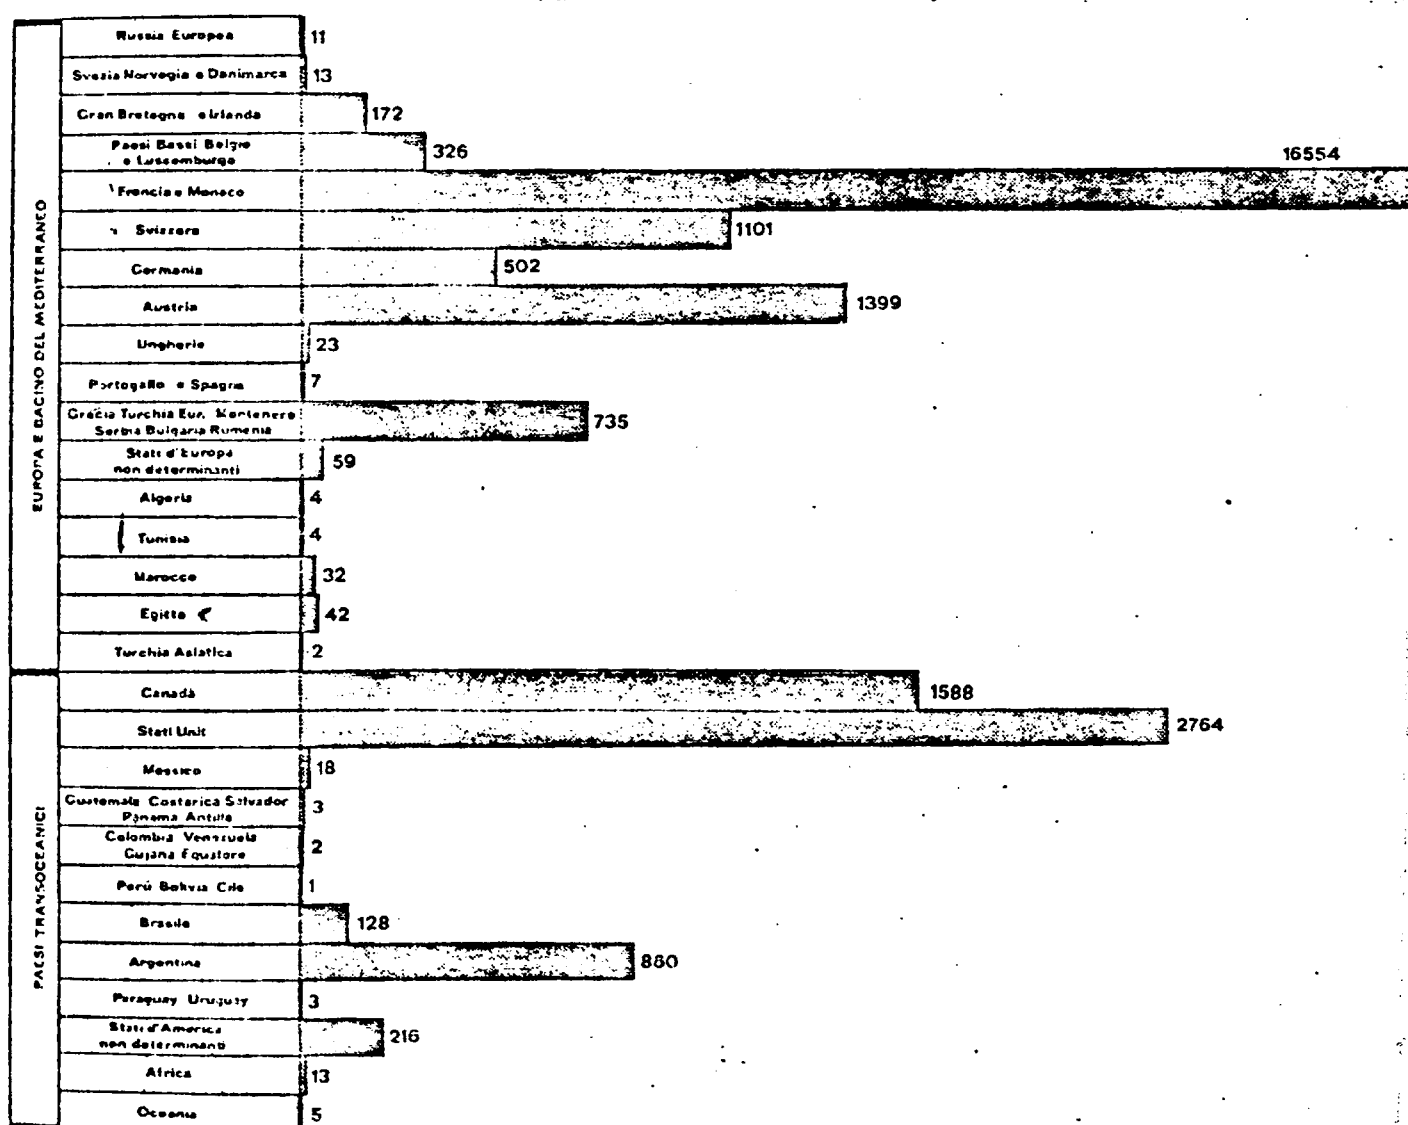 EUROPA E BACINO DEL MEDITERRANEO
Russia Europea 11
Svezia Norvegia e Danimarca 13
Gran Bretagna e Irlanda 172
Paesi Bassi Belgio
e Lussemburgo 326
Francia e Monaco 16554
Svizzera 1101
Germania 502
Austria 1399
Ungheria 23
Portogallo e Spagna 7
Grecia Turchia Eur. Montenero
Serbia Bulgaria Rumenia 735
Stati d'Europa
non determinanti 59
Algeria 4
Tunisia 4
Marocco 32
Egitto 42
Turchia Asiatica 2
PAESI TRANSOCEANICI
Canadà 1588
Stati Unit 2764
Messico 18
Guatemala Costarica Salvador
Panama Antille 3
Colombia Venezuela
Gujana Equatore 2
Perù Bolivia Cile 1
Brasile 128
Argentina 860
Paraguay Uruguay 3
Stati d'America
non determinanti 216
Africa 13
Oceania 5